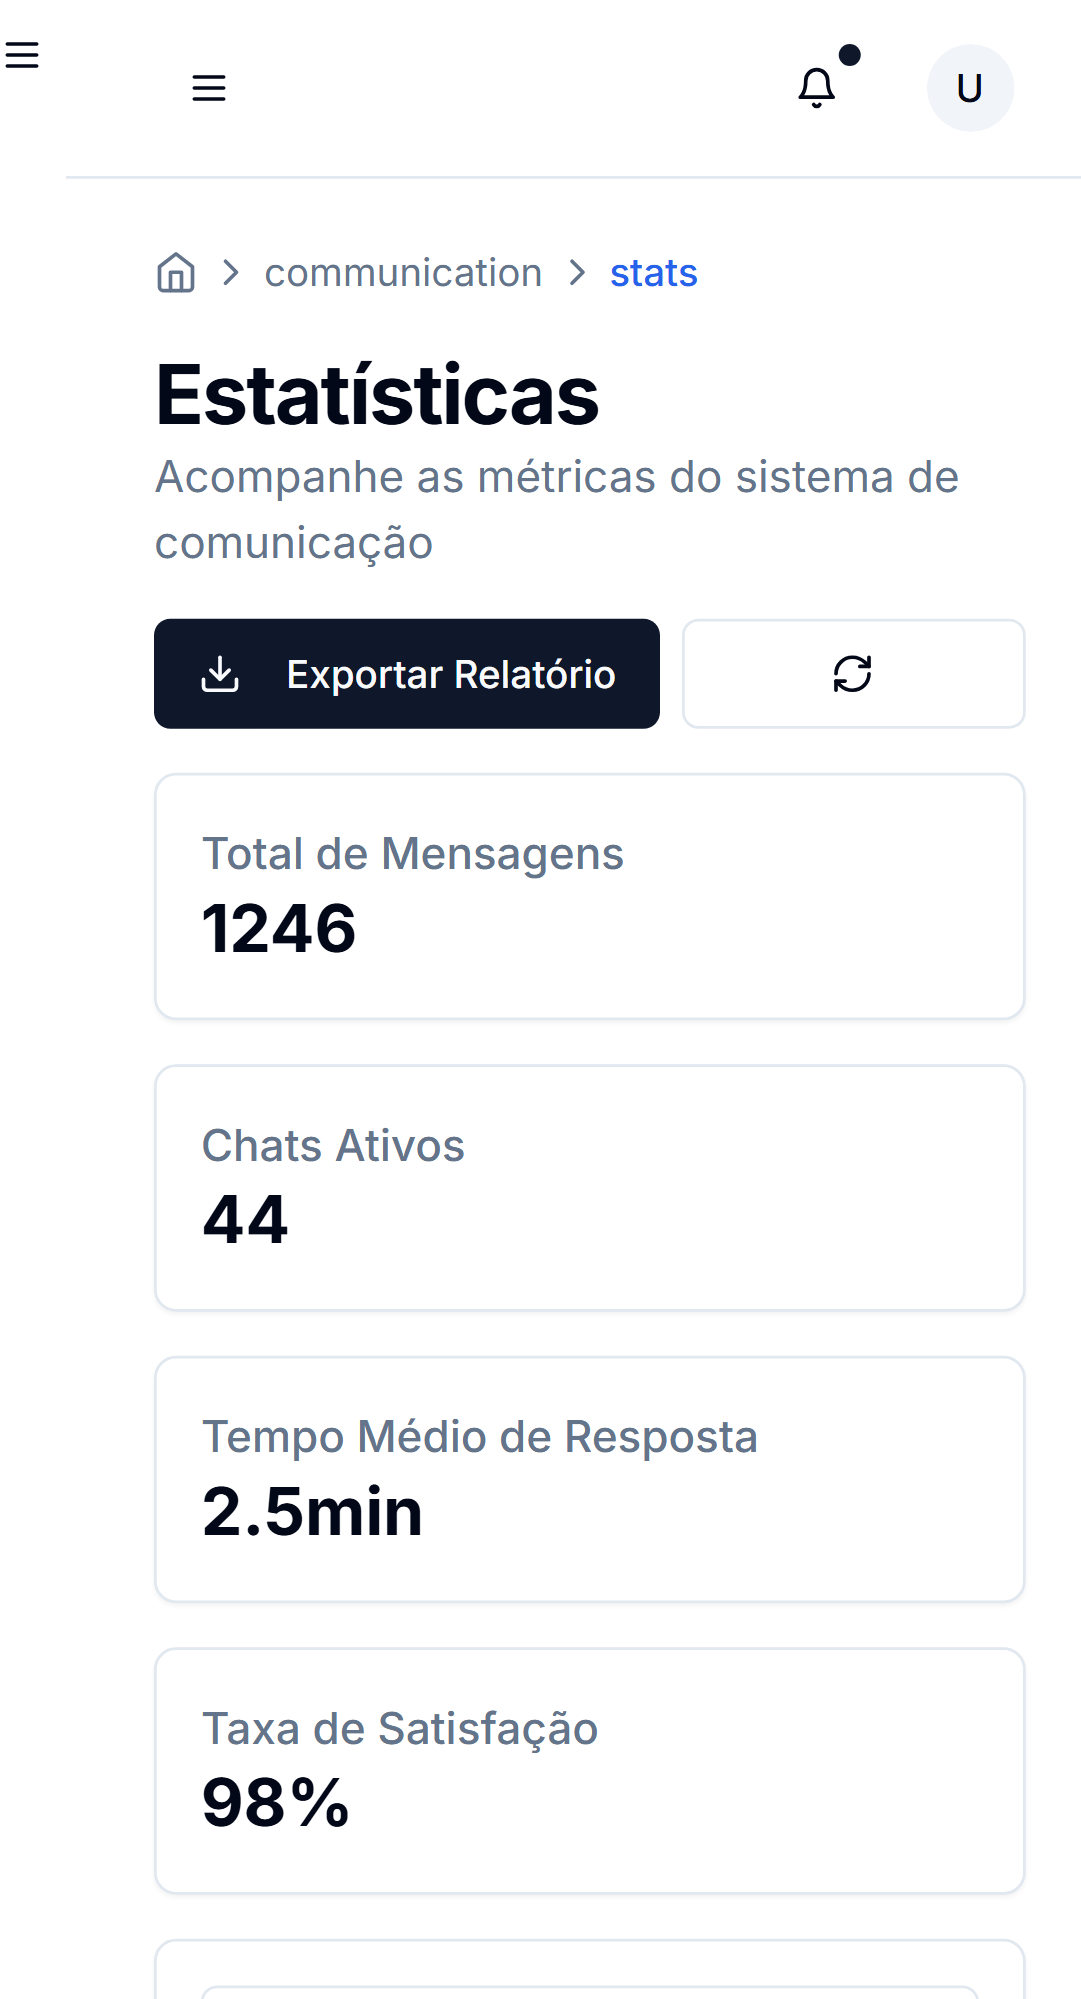 U
communication
stats
Estatísticas
Acompanhe as métricas do sistema de
comunicação
Exportar Relatório
Total de Mensagens
1246
Chats Ativos
44
Tempo Médio de Resposta
2.5min
Taxa de Satisfação
98%